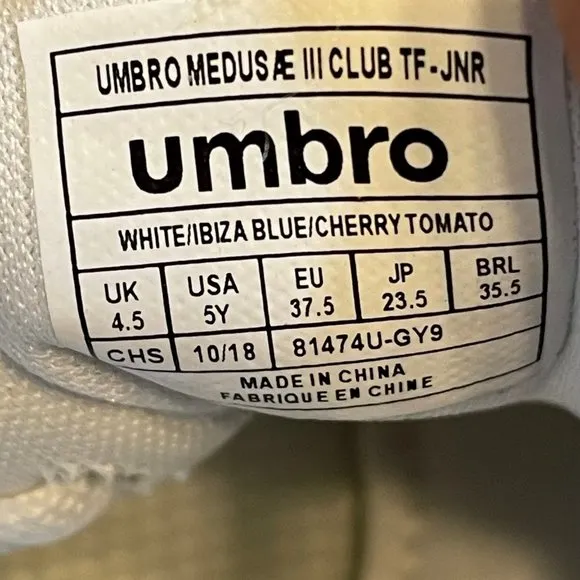 UMBRO MEDUSÆ III CLUB TF-JNR
umbro
WHITE/IBIZA BLUE/CHERRY TOMATO
UK USA EU JP BRL
4.5 5Y 37.5 23.5 35.5
CHS 10/18 81474U-GY9
MADE IN CHINA
FABRIQUE EN CHINE